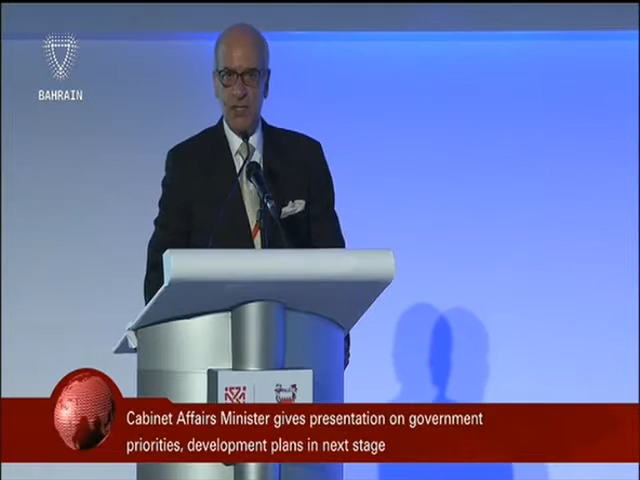 BAHRAIN
Cabinet Affairs Minister gives presentation on government
priorities, development plans in next stage